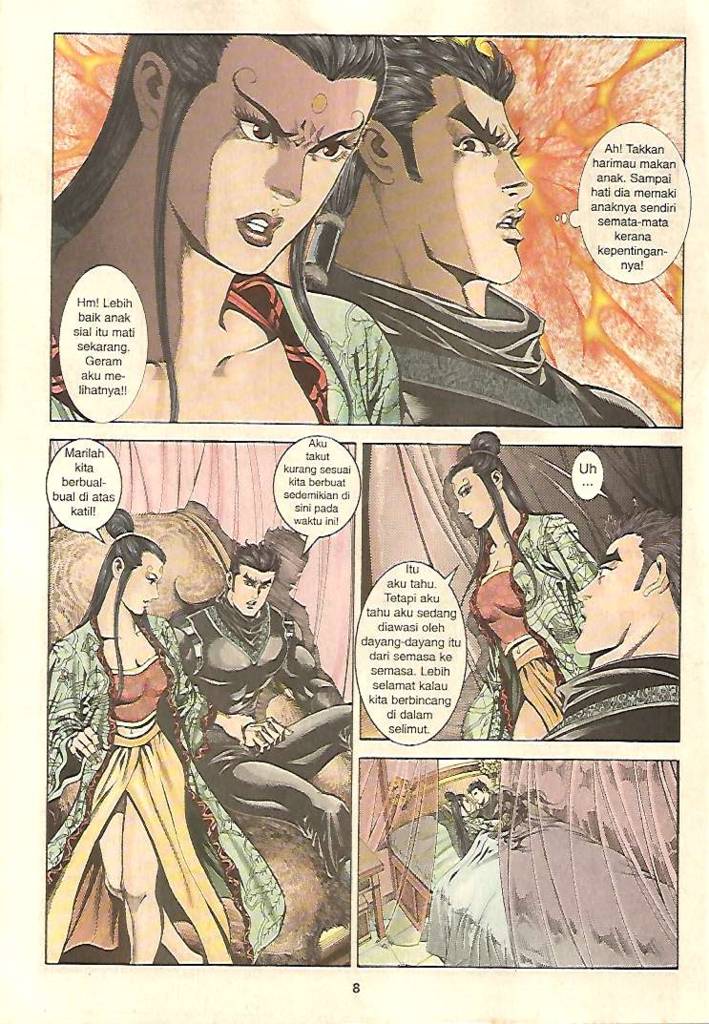 Hm! Lebih
baik anak
sial itu mati
sekarang.
Geram
aku me-
lihatnya!!
Ah! Takkan
harimau makan
anak. Sampai
hati dia memaki
anaknya sendiri
semata-mata
kerana
kepentingan-
nya!
Marilah
kita
berbual-
bual di atas
katil!
Aku
takut
kurang sesuai
kita berbuat
sedemikian di
sini pada
waktu ini!
Uh
...
Itu
aku tahu.
Tetapi aku
tahu aku sedang
diawasi oleh
dayang-dayang itu
dari semasa ke
semasa. Lebih
selamat kalau
kita berbincang
di dalam
selimut.
8